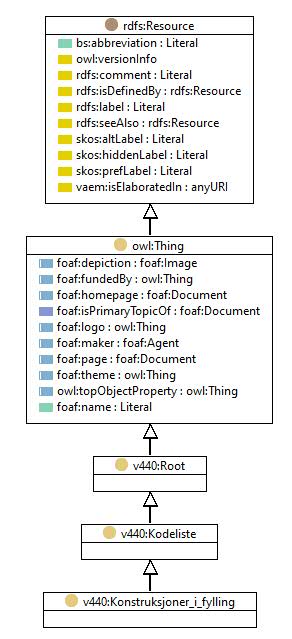 rdfs:Resource
bs:abbreviation : Literal
owl:versionInfo
rdfs:comment : Literal
rdfs:isDefinedBy : rdfs:Resource
rdfs:label : Literal
rdfs:seeAlso : rdfs:Resource
skos:altLabel : Literal
skos:hiddenLabel : Literal
skos:prefLabel : Literal
vaem:isElaboratedIn : anyURI
owl:Thing
foaf:depiction : foaf:Image
foaf:fundedBy : owl:Thing
foaf:homepage : foaf:Document
foaf:isPrimaryTopicOf : foaf:Document
foaf:logo : owl:Thing
foaf:maker : foaf:Agent
foaf:page : foaf:Document
foaf:theme : owl:Thing
owl:topObjectProperty : owl:Thing
foaf:name : Literal
v440:Root
v440:Kodeliste
v440:Konstruksjoner_i_fylling